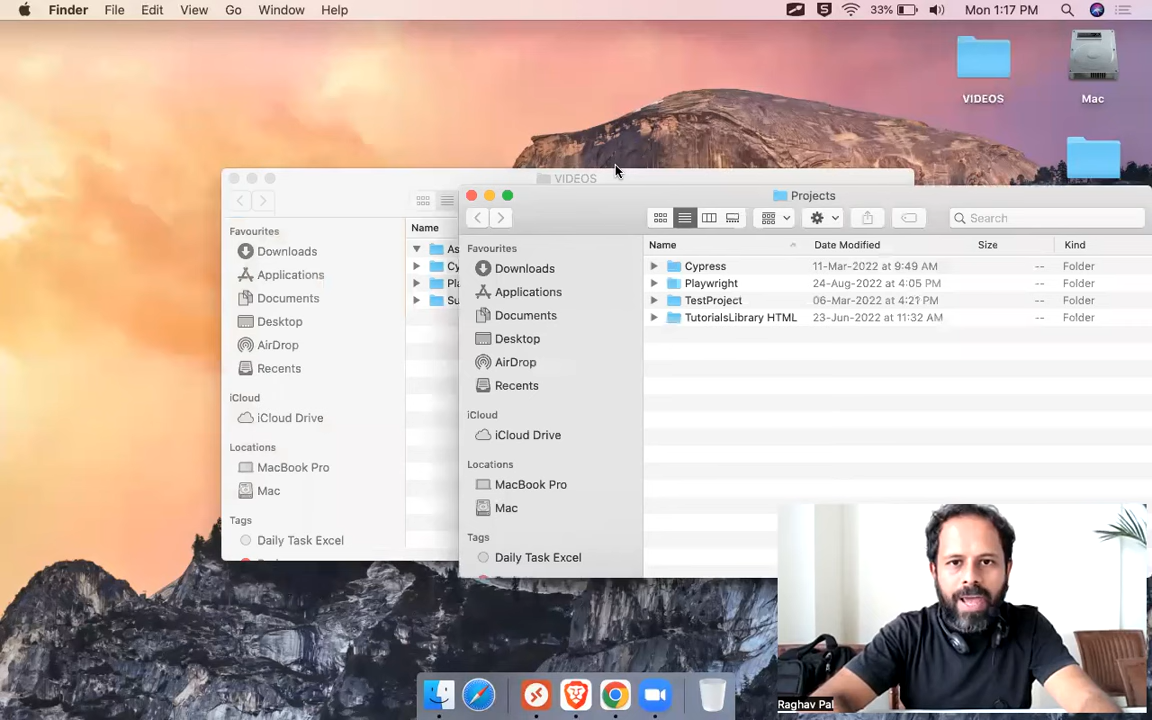 Finder File Edit View Go Window Help 33% Mon 1:17 PM
VIDEOS
Mac
VIDEOS
Favourites
Downloads
Applications
Documents
Desktop
AirDrop
Recents
iCloud
iCloud Drive
Locations
MacBook Pro
Mac
Tags
Daily Task Excel
Name
Projects
Search
Favourites
Downloads
Applications
Documents
Desktop
AirDrop
Recents
iCloud
iCloud Drive
Locations
MacBook Pro
Mac
Tags
Daily Task Excel
Name Date Modified Size Kind
Cypress 11-Mar-2022 at 9:49 AM -- Folder
Playwright 24-Aug-2022 at 4:05 PM -- Folder
TestProject 06-Mar-2022 at 4:21 PM -- Folder
TutorialsLibrary HTML 23-Jun-2022 at 11:32 AM -- Folder
Raghav Pal